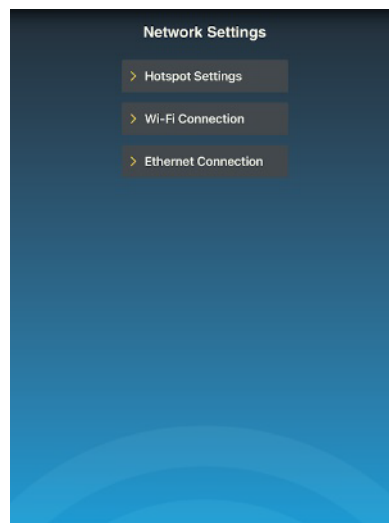 Network Settings
Hotspot Settings
Wi-Fi Connection
Ethernet Connection